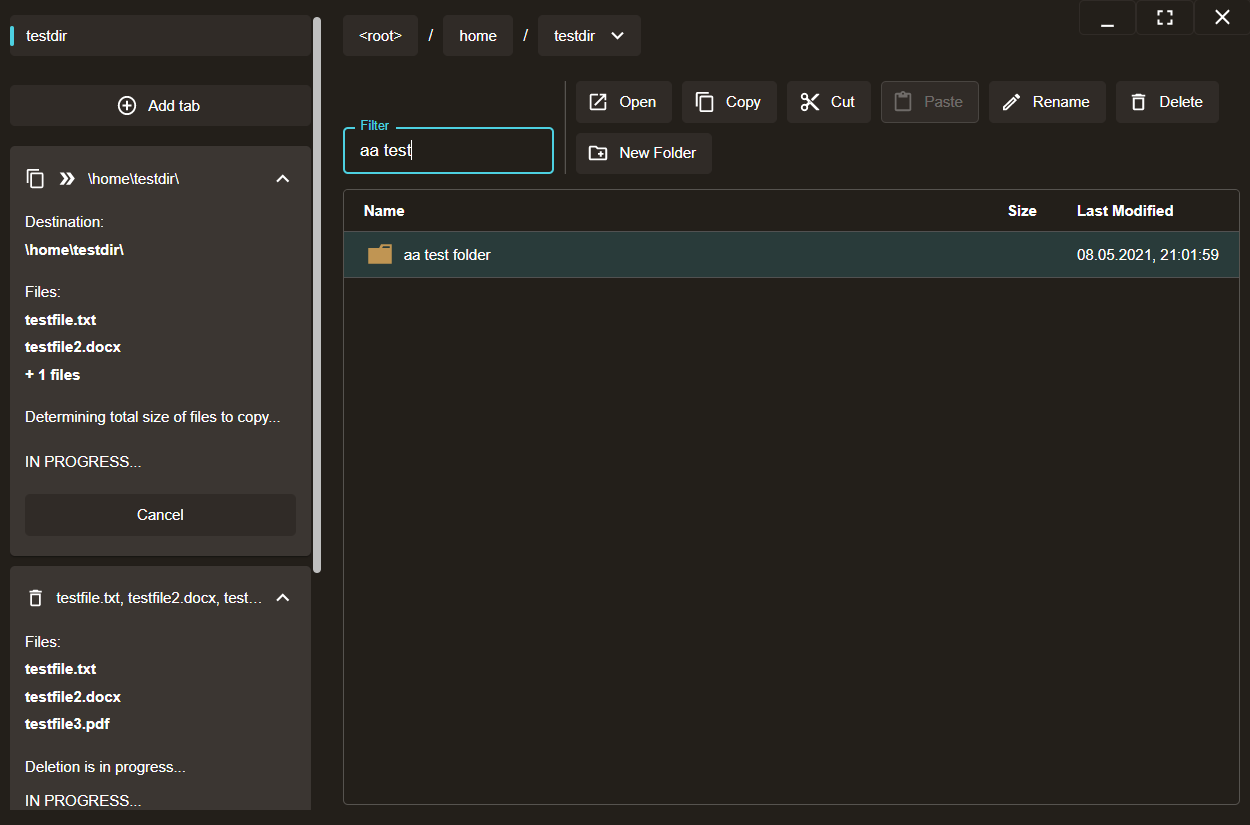 testdir
Add tab
\home\testdir\
Destination:
\home\testdir\
Files:
testfile.txt
testfile2.docx
+ 1 files
Determining total size of files to copy...
IN PROGRESS...
Cancel
testfile.txt, testfile2.docx, test...
Files:
testfile.txt
testfile2.docx
testfile3.pdf
Deletion is in progress...
IN PROGRESS...
<root> / home / testdir
Filter
aa test
Open Copy Cut Paste Rename Delete
New Folder
Name Size Last Modified
aa test folder 08.05.2021, 21:01:59